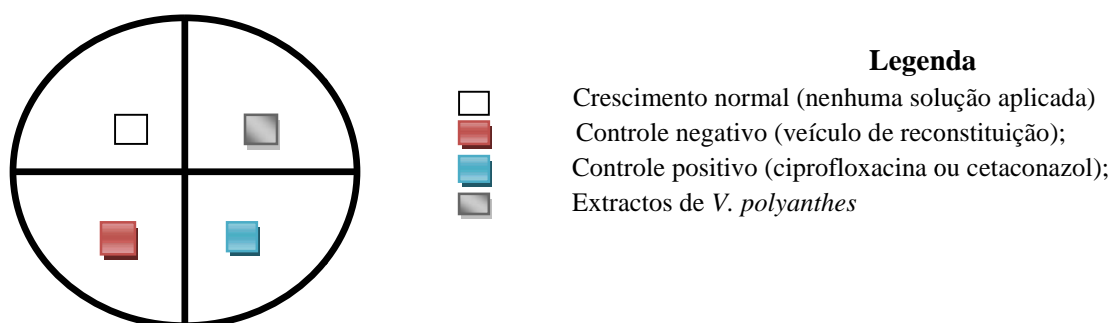 Legenda
Crescimento normal (nenhuma solução aplicada)
Controle negativo (veículo de reconstituição);
Controle positivo (ciprofloxacina ou cetaconazol);
Extractos de V. polyanthes